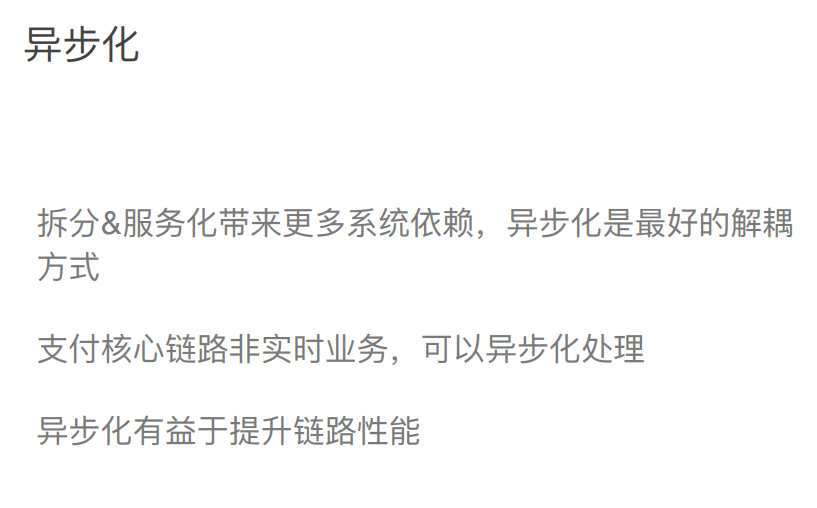 异步化
拆分&服务化带来更多系统依赖，异步化是最好的解耦
方式
支付核心链路非实时业务，可以异步化处理
异步化有益于提升链路性能